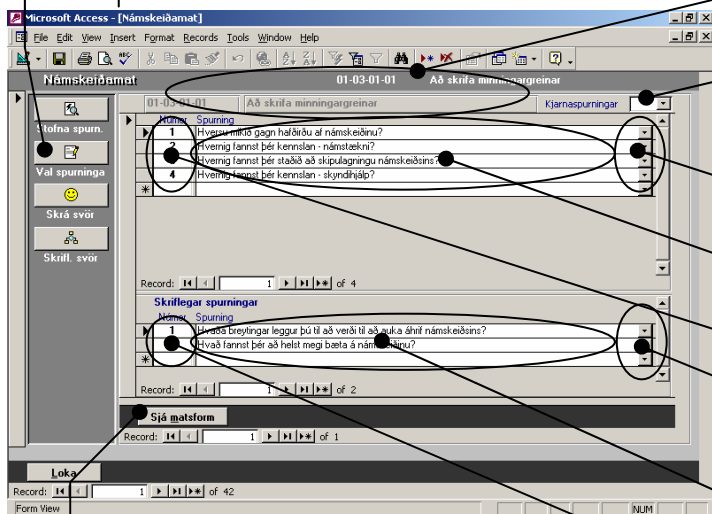 Microsoft Access - [Námskeiðamat]
File Edit View Insert Format Records Tools Window Help
Námskeiðamat 01-03-01-01 Að skrifa minningargreinar
01-03-01-01 Að skrifa minningargreinar Kjarnaspurningar
Stofna spurn.
Val spurninga
Skrá svör
Skrifl. svör
Númer Spurning
1 Hversu mikið gagn hafðirðu af námskeiðinu?
2 Hvernig fannst þér kennslan - námstækni?
Hvernig fannst þér staðið að skipulagningu námskeiðsins?
4 Hvernig fannst þér kennslan - skyndihjálp?
Record: 1 of 4
Skriflegar spurningar
Númer Spurning
1 Hvaða breytingar leggur þú til að verði til að auka áhrif námskeiðsins?
Hvað fannst þér að helst megi bæta á námskeiðinu?
Record: 1 of 2
Sjá matsform
Record: 1 of 1
Loka
Record: 1 of 42
Form View NUM